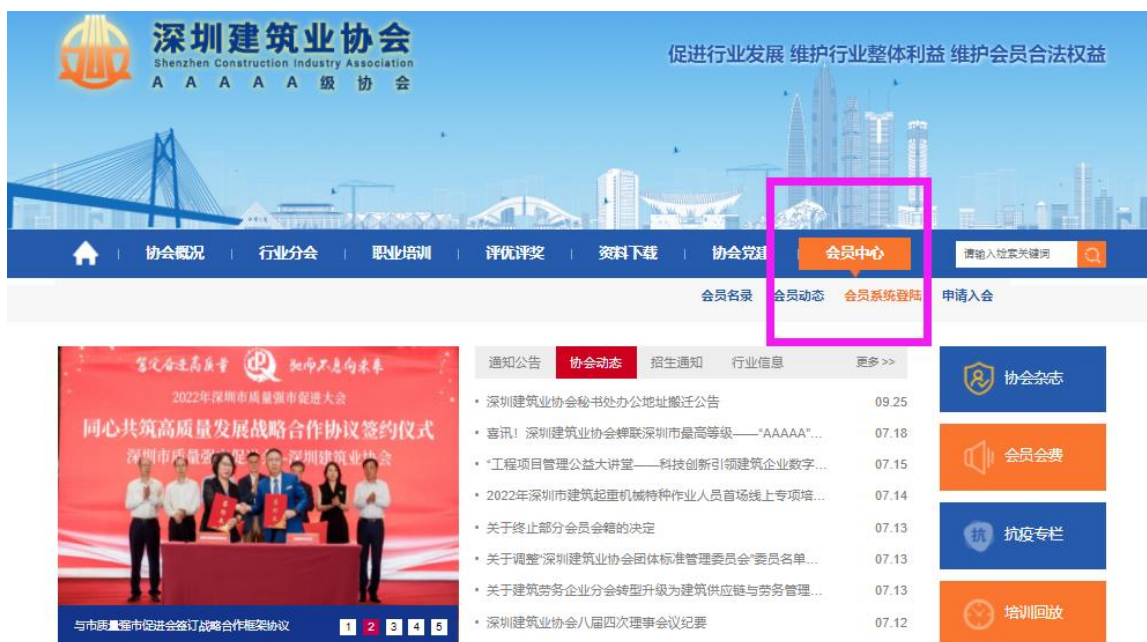 深圳建筑业协会
Shenzhen Construction Industry Association
AAAAA级协会
促进行业发展 维护行业整体利益 维护会员合法权益
协会概况 行业分会 职业培训 评优评奖 资料下载 协会党建 会员中心 请输入检索关键词
会员名录 会员动态 会员系统登陆 申请入会
2022年深圳市质量强市促进大会
同心共筑高质量发展战略合作协议签约仪式
与市质量强市促进会签订战略合作框架协议 1 2 3 4 5
通知公告 协会动态 招生通知 行业信息 更多>>
• 深圳建筑业协会秘书处办公地址搬迁公告 09.25
• 喜讯！深圳建筑业协会蝉联深圳市最高等级——“AAAAA”... 07.18
• “工程项目管理公益大讲堂——科技创新引领建筑企业数字... 07.15
• 2022年深圳市建筑起重机械特种作业人员首场线上专项培... 07.14
• 关于终止部分会员会籍的决定 07.13
• 关于调整“深圳建筑业协会团体标准管理委员会”委员名单... 07.13
• 关于建筑劳务企业分会转型升级为建筑供应链与劳务管理... 07.13
• 深圳建筑业协会八届四次理事会议纪要 07.12
协会杂志
会员会费
抗 抗疫专栏
培训回放